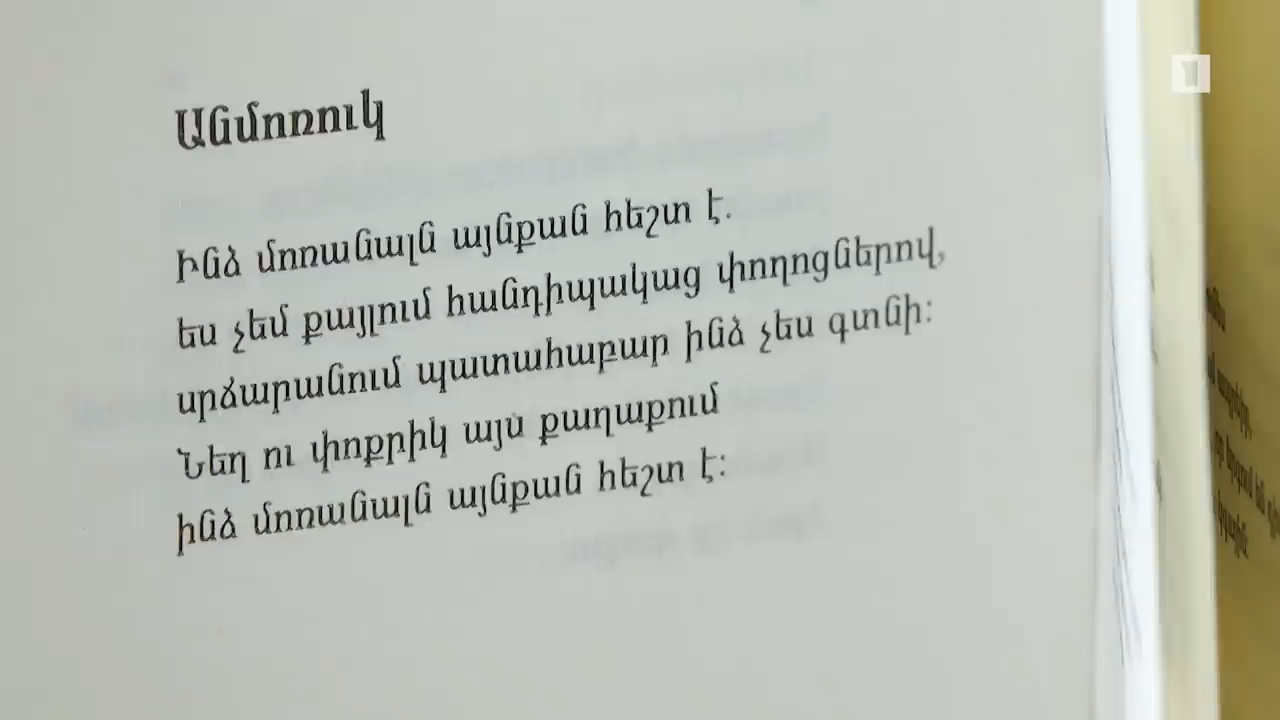 Անմոռուկ
Ինձ մոռանալն այնքան հեշտ է.
ես չեմ քայլում հանդիպակաց փողոցներով,
սրճարանում պատահաբար ինձ չես գտնի:
Նեղ ու փոքրիկ այս քաղաքում
ինձ մոռանալն այնքան հեշտ է: